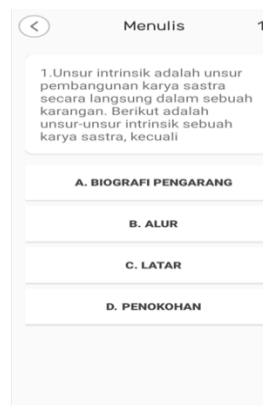 Menulis 1
1.Unsur intrinsik adalah unsur
pembangunan karya sastra
secara langsung dalam sebuah
karangan. Berikut adalah
unsur-unsur intrinsik sebuah
karya sastra, kecuali
A. BIOGRAFI PENGARANG
B. ALUR
C. LATAR
D. PENOKOHAN